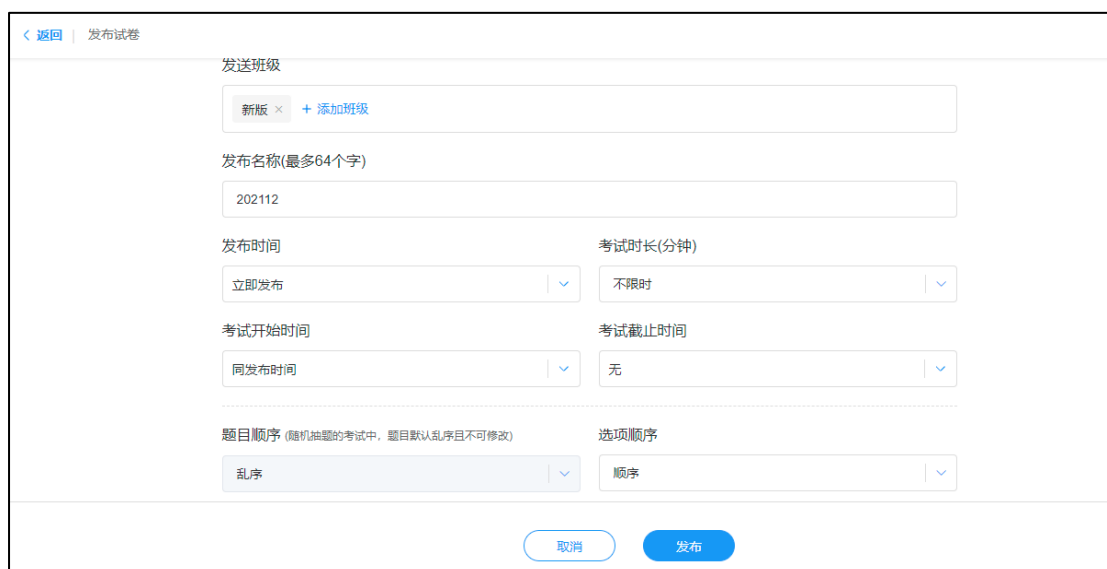 返回 发布试卷
发送班级
新版 × + 添加班级
发布名称(最多64个字)
202112
发布时间 考试时长(分钟)
立即发布 不限时
考试开始时间 考试截止时间
同发布时间 无
题目顺序 (随机抽题的考试中，题目默认乱序且不可修改) 选项顺序
乱序 顺序
取消 发布